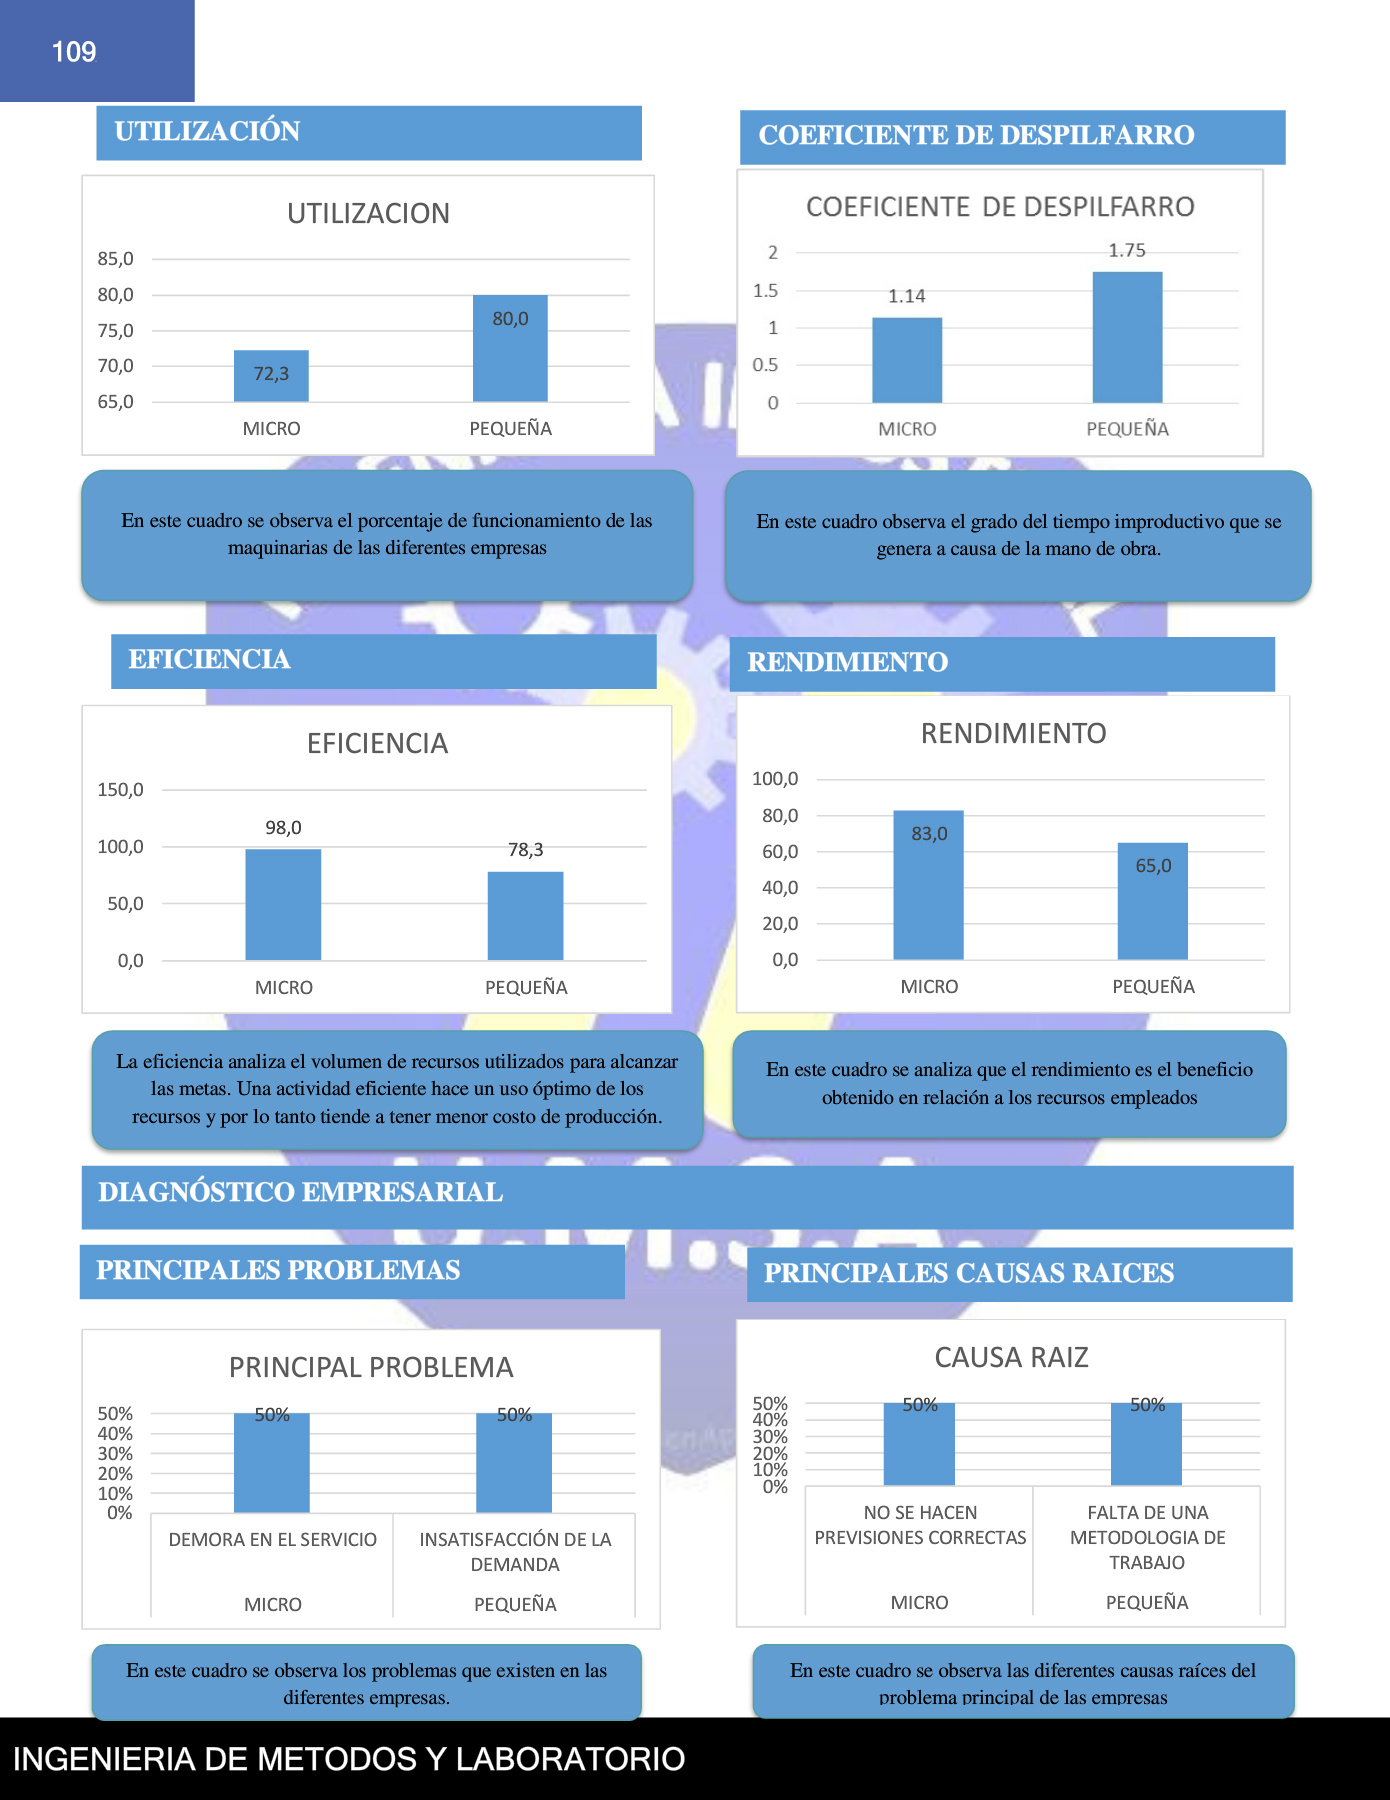 109
UTILIZACIÓN
UTILIZACION
85,0
80,0
75,0
70,0
65,0
72,3
80,0
MICRO
PEQUEÑA
En este cuadro se observa el porcentaje de funcionamiento de las
maquinarias de las diferentes empresas
COEFICIENTE DE DESPILFARRO
COEFICIENTE DE DESPILFARRO
2
1.5
1
0.5
0
1.14
1.75
MICRO
PEQUEÑA
En este cuadro observa el grado del tiempo improductivo que se
genera a causa de la mano de obra.
EFICIENCIA
EFICIENCIA
150,0
100,0
50,0
0,0
98,0
78,3
MICRO
PEQUEÑA
La eficiencia analiza el volumen de recursos utilizados para alcanzar
las metas. Una actividad eficiente hace un uso óptimo de los
recursos y por lo tanto tiende a tener menor costo de producción.
RENDIMIENTO
RENDIMIENTO
100,0
80,0
60,0
40,0
20,0
0,0
83,0
65,0
MICRO
PEQUEÑA
En este cuadro se analiza que el rendimiento es el beneficio
obtenido en relación a los recursos empleados
DIAGNÓSTICO EMPRESARIAL
PRINCIPALES PROBLEMAS
PRINCIPAL PROBLEMA
50%
40%
30%
20%
10%
0%
50%
50%
DEMORA EN EL SERVICIO
INSATISFACCIÓN DE LA
DEMANDA
MICRO
PEQUEÑA
En este cuadro se observa los problemas que existen en las
diferentes empresas.
PRINCIPALES CAUSAS RAICES
CAUSA RAIZ
50%
40%
30%
20%
10%
0%
50%
50%
NO SE HACEN
PREVISIONES CORRECTAS
FALTA DE UNA
METODOLOGIA DE
TRABAJO
MICRO
PEQUEÑA
En este cuadro se observa las diferentes causas raíces del
problema principal de las empresas
INGENIERIA DE METODOS Y LABORATORIO